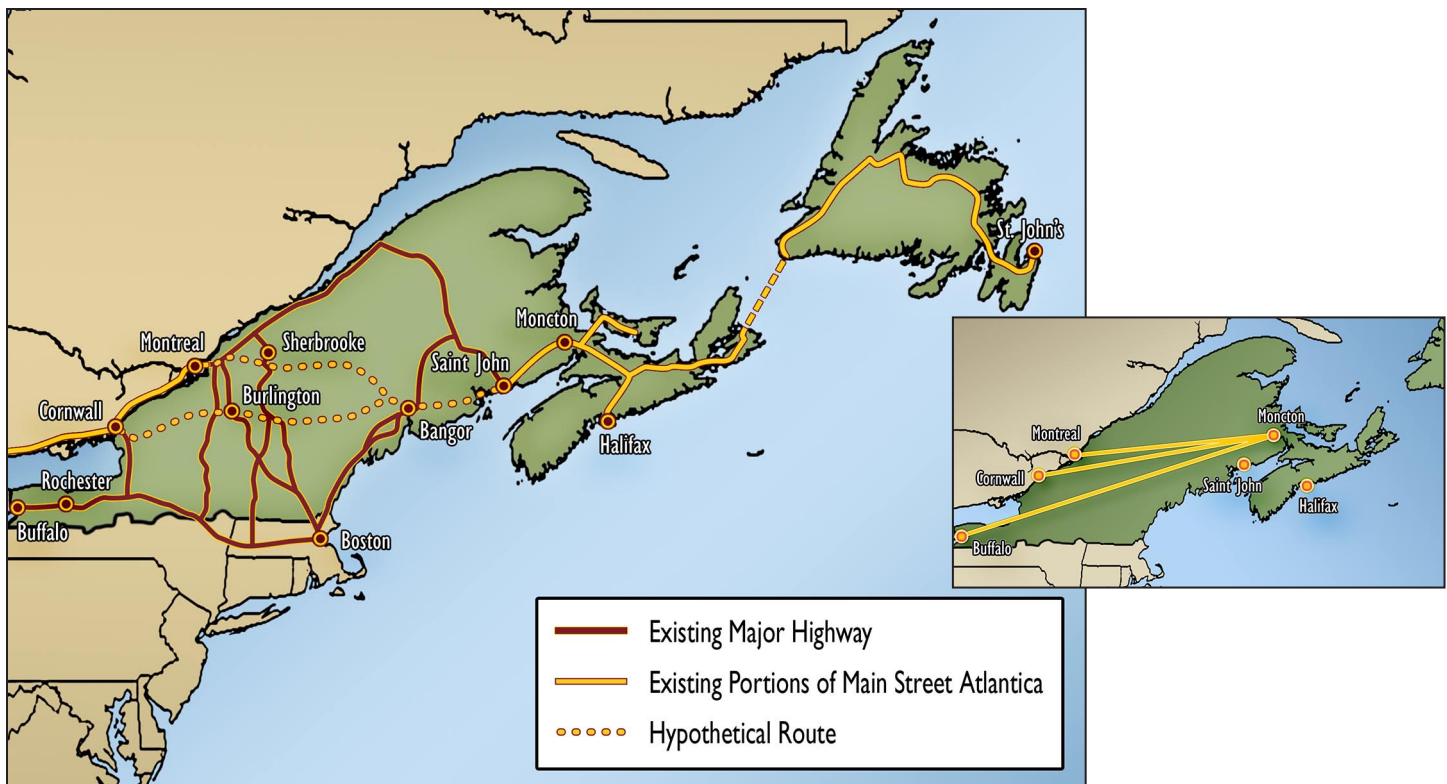 St. John's
Moncton
Montreal
Sherbrooke
Saint John
Burlington
Cornwall
Bangor
Halifax
Rochester
Buffalo
Boston
Existing Major Highway
Existing Portions of Main Street Atlantica
Hypothetical Route
Moncton
Montreal
Cornwall
Saint John
Halifax
Buffalo